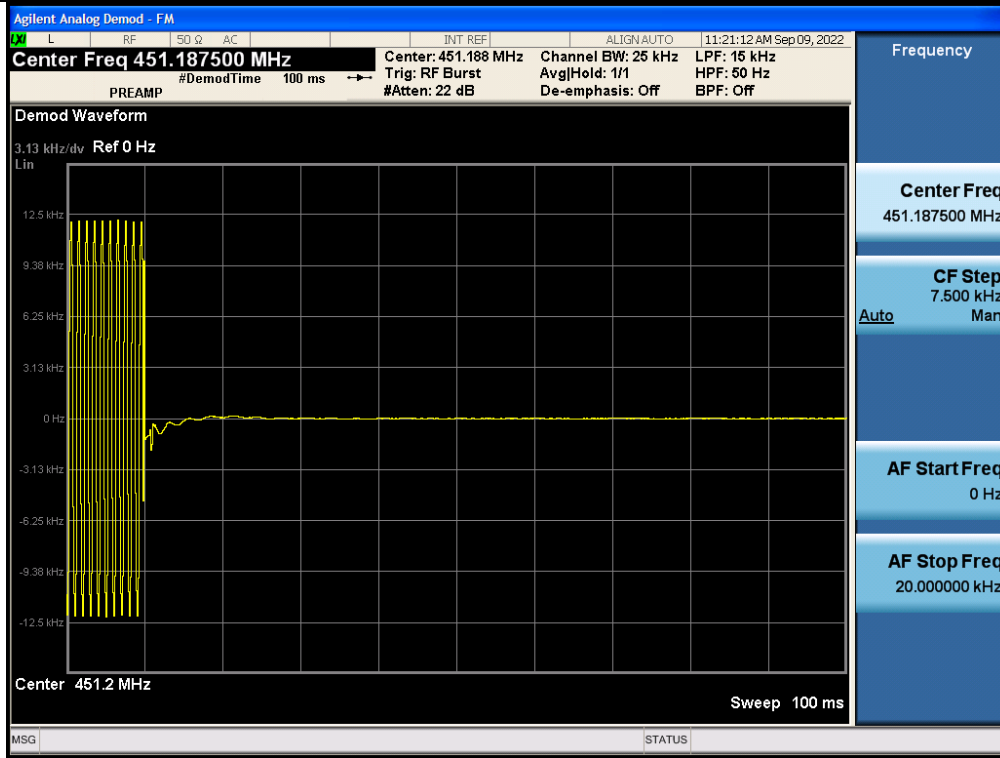 Agilent Analog Demod - FM
LXI L RF 50 Ω AC INT REF ALIGNAUTO 11:21:12 AM Sep 09, 2022
Center Freq 451.187500 MHz
#DemodTime 100 ms
PREAMP
Center: 451.188 MHz
Trig: RF Burst
#Atten: 22 dB
Channel BW: 25 kHz
Avg|Hold: 1/1
De-emphasis: Off
LPF: 15 kHz
HPF: 50 Hz
BPF: Off
Demod Waveform
3.13 kHz/dv Ref 0 Hz
Lin
12.5 kHz
9.38 kHz
6.25 kHz
3.13 kHz
0 Hz
-3.13 kHz
-6.25 kHz
-9.38 kHz
-12.5 kHz
Center 451.2 MHz
Sweep 100 ms
MSG STATUS
Frequency
Center Freq
451.187500 MHz
CF Step
7.500 kHz
Auto Man
AF Start Freq
0 Hz
AF Stop Freq
20.000000 kHz